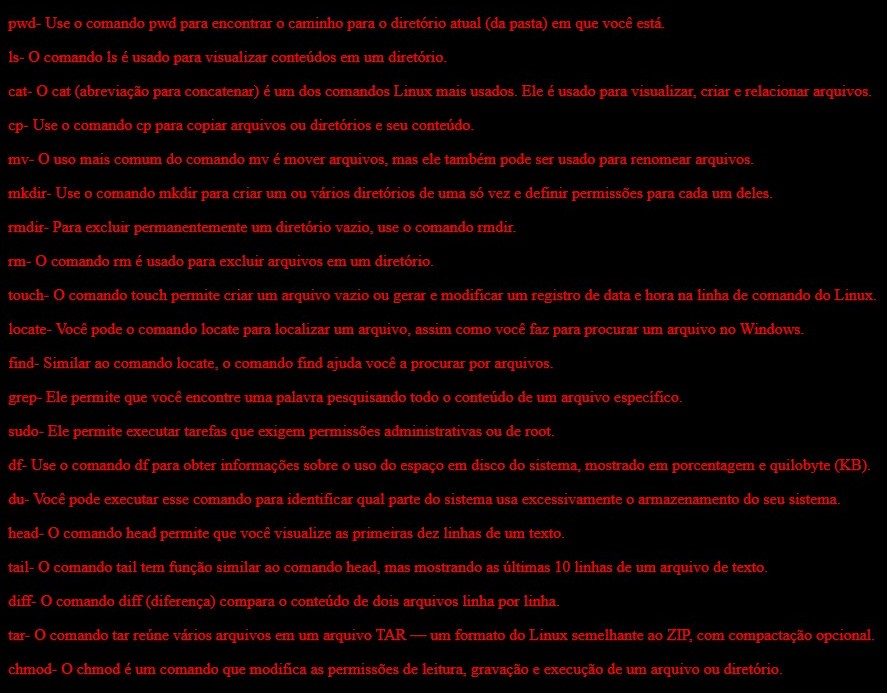 pwd- Use o comando pwd para encontrar o caminho para o diretório atual (da pasta) em que você está.
ls- O comando ls é usado para visualizar conteúdos em um diretório.
cat- O cat (abreviação para concatenar) é um dos comandos Linux mais usados. Ele é usado para visualizar, criar e relacionar arquivos.
cp- Use o comando cp para copiar arquivos ou diretórios e seu conteúdo.
mv- O uso mais comum do comando mv é mover arquivos, mas ele também pode ser usado para renomear arquivos.
mkdir- Use o comando mkdir para criar um ou vários diretórios de uma só vez e definir permissões para cada um deles.
rmdir- Para excluir permanentemente um diretório vazio, use o comando rmdir.
rm- O comando rm é usado para excluir arquivos em um diretório.
touch- O comando touch permite criar um arquivo vazio ou gerar e modificar um registro de data e hora na linha de comando do Linux.
locate- Você pode o comando locate para localizar um arquivo, assim como você faz para procurar um arquivo no Windows.
find- Similar ao comando locate, o comando find ajuda você a procurar por arquivos.
grep- Ele permite que você encontre uma palavra pesquisando todo o conteúdo de um arquivo específico.
sudo- Ele permite executar tarefas que exigem permissões administrativas ou de root.
df- Use o comando df para obter informações sobre o uso do espaço em disco do sistema, mostrado em porcentagem e quilobyte (KB).
du- Você pode executar esse comando para identificar qual parte do sistema usa excessivamente o armazenamento do seu sistema.
head- O comando head permite que você visualize as primeiras dez linhas de um texto.
tail- O comando tail tem função similar ao comando head, mas mostrando as últimas 10 linhas de um arquivo de texto.
diff- O comando diff (diferença) compara o conteúdo de dois arquivos linha por linha.
tar- O comando tar reúne vários arquivos em um arquivo TAR — um formato do Linux semelhante ao ZIP, com compactação opcional.
chmod- O chmod é um comando que modifica as permissões de leitura, gravação e execução de um arquivo ou diretório.